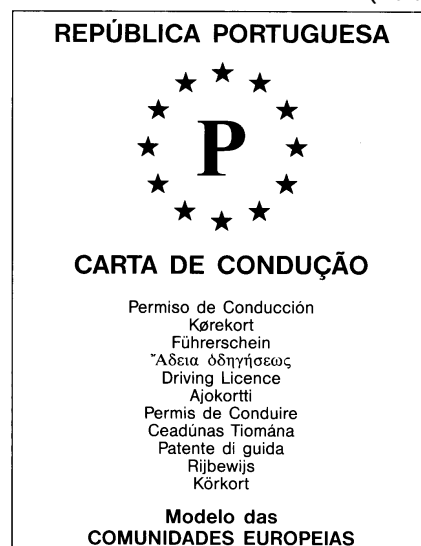 REPÚBLICA PORTUGUESA
P
CARTA DE CONDUÇÃO
Permiso de Conducción
Kørekort
Führerschein
Ἄδεια ὁδηγήσεως
Driving Licence
Ajokortti
Permis de Conduire
Ceadúnas Tiomána
Patente di guida
Rijbewijs
Körkort
Modelo das
COMUNIDADES EUROPEIAS